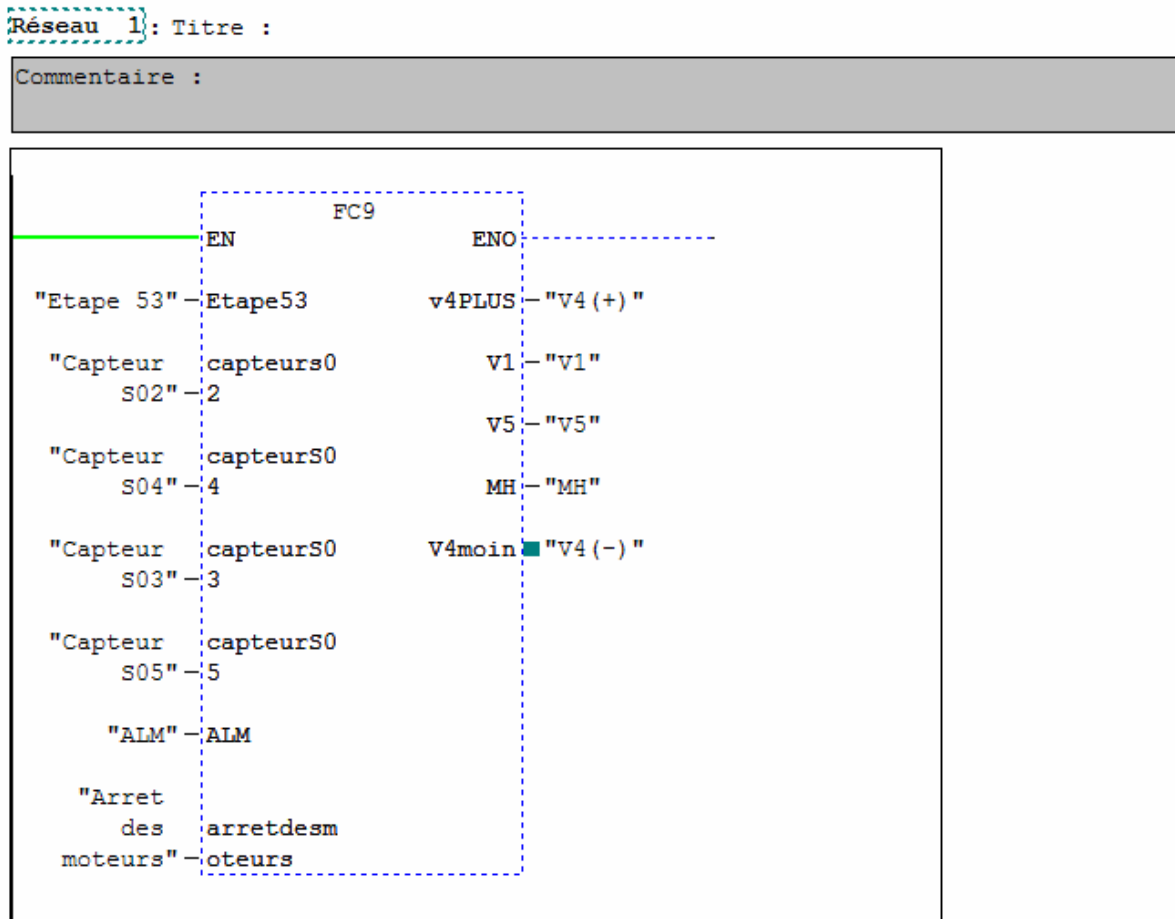 Réseau 1: Titre :
Commentaire :
FC9
EN ENO
"Etape 53" Etape53 v4PLUS "V4(+)"
"Capteur capteurs0 V1 "V1"
S02" 2
V5 "V5"
"Capteur capteurS0
S04" 4 MH "MH"
"Capteur capteurS0 V4moin "V4(-)"
S03" 3
"Capteur capteurS0
S05" 5
"ALM" ALM
"Arret
des arretdesm
moteurs" oteurs